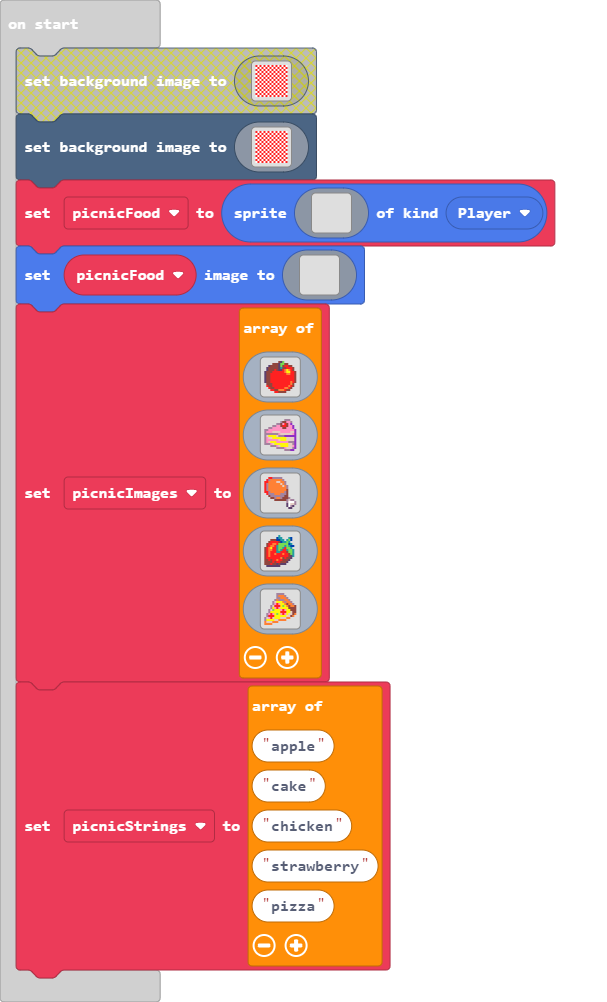 on start
set background image to
set background image to
set picnicFood to sprite of kind Player
set picnicFood image to
array of
set picnicImages to
array of
"apple"
"cake"
"chicken"
set picnicStrings to
"strawberry"
"pizza"